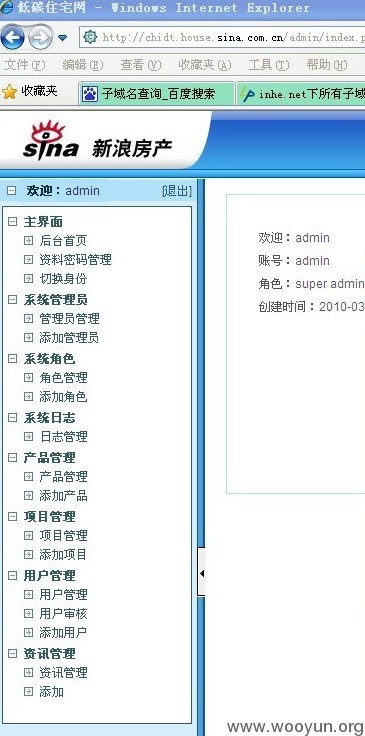 低碳住宅网 - Windows Internet Explorer
http://chidt.house.sina.com.cn/admin/index.p
文件(F) 编辑(E) 查看(V) 收藏夹(A) 工具(T) 帮助(H)
收藏夹 子域名查询_百度搜索 inhe.net下所有子域
sina 新浪房产
欢迎：admin [退出]
主界面
后台首页
资料密码管理
切换身份
系统管理员
管理员管理
添加管理员
系统角色
角色管理
添加角色
系统日志
日志管理
产品管理
产品管理
添加产品
项目管理
项目管理
添加项目
用户管理
用户管理
用户审核
添加用户
资讯管理
资讯管理
添加
欢迎：admin
账号：admin
角色：super admin
创建时间：2010-03
www.wooyun.org